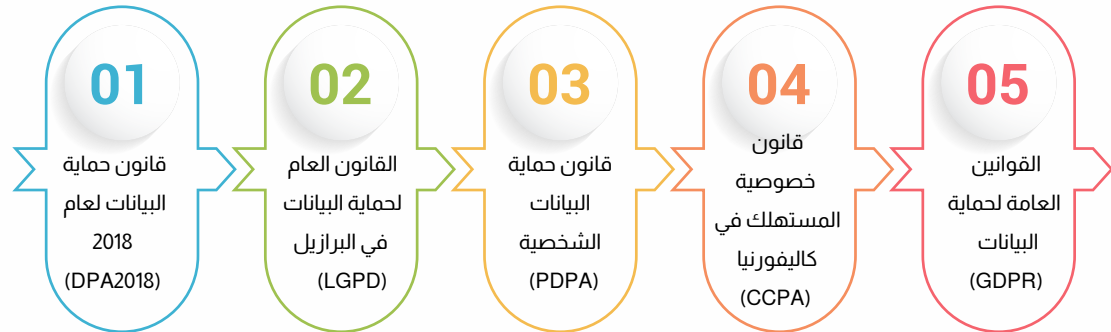 01
قانون حماية
البيانات لعام
2018
(DPA2018)
02
القانون العام
لحماية البيانات
في البرازيل
(LGPD)
03
قانون حماية
البيانات
الشخصية
(PDPA)
04
قانون
خصوصية
المستهلك في
كاليفورنيا
(CCPA)
05
القوانين
العامة لحماية
البيانات
(GDPR)